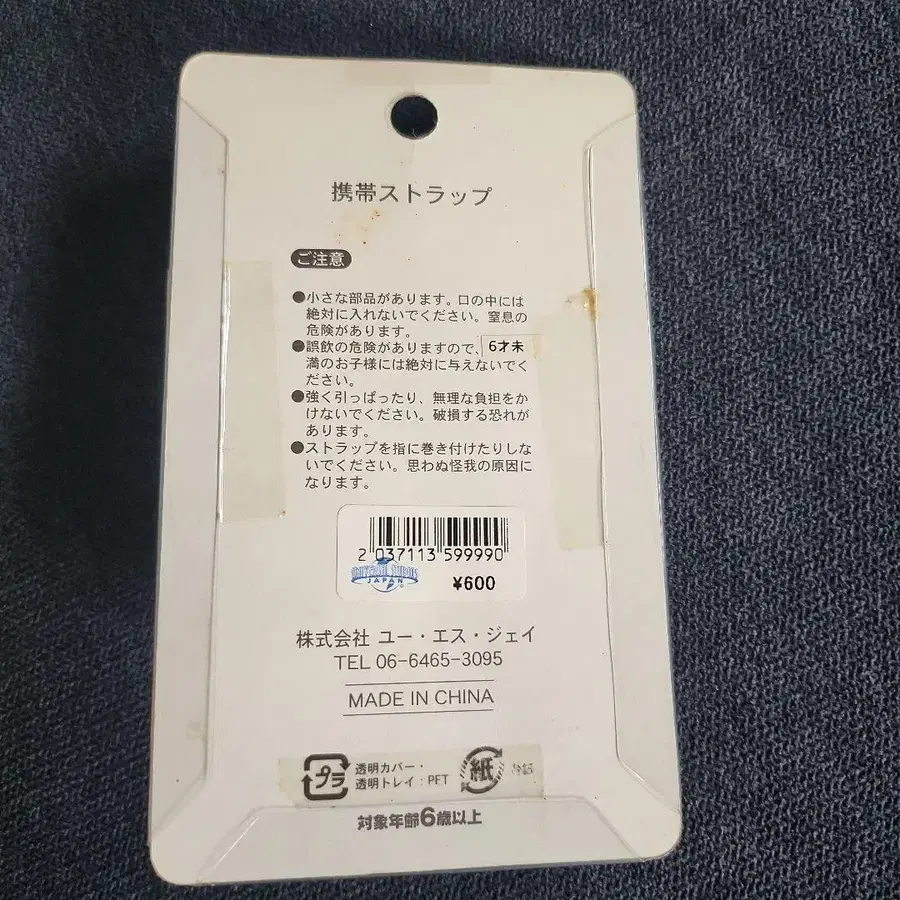 携帯ストラップ
ご注意
●小さな部品があります。口の中には
絶対に入れないでください。窒息の
危険があります。
●誤飲の危険がありますので、6才未
満のお子様には絶対に与えないでく
ださい。
●強く引っぱったり、無理な負担をか
けないでください。破損する恐れが
あります。
●ストラップを指に巻き付けたりしな
いでください。思わぬ怪我の原因に
なります。
2 037113 599990
UNIVERSAL STUDIOS
JAPAN
¥600
株式会社 ユー・エス・ジェイ
TEL 06-6465-3095
MADE IN CHINA
プラ
透明カバー・
透明トレイ：PET
紙
対象年齢6歳以上